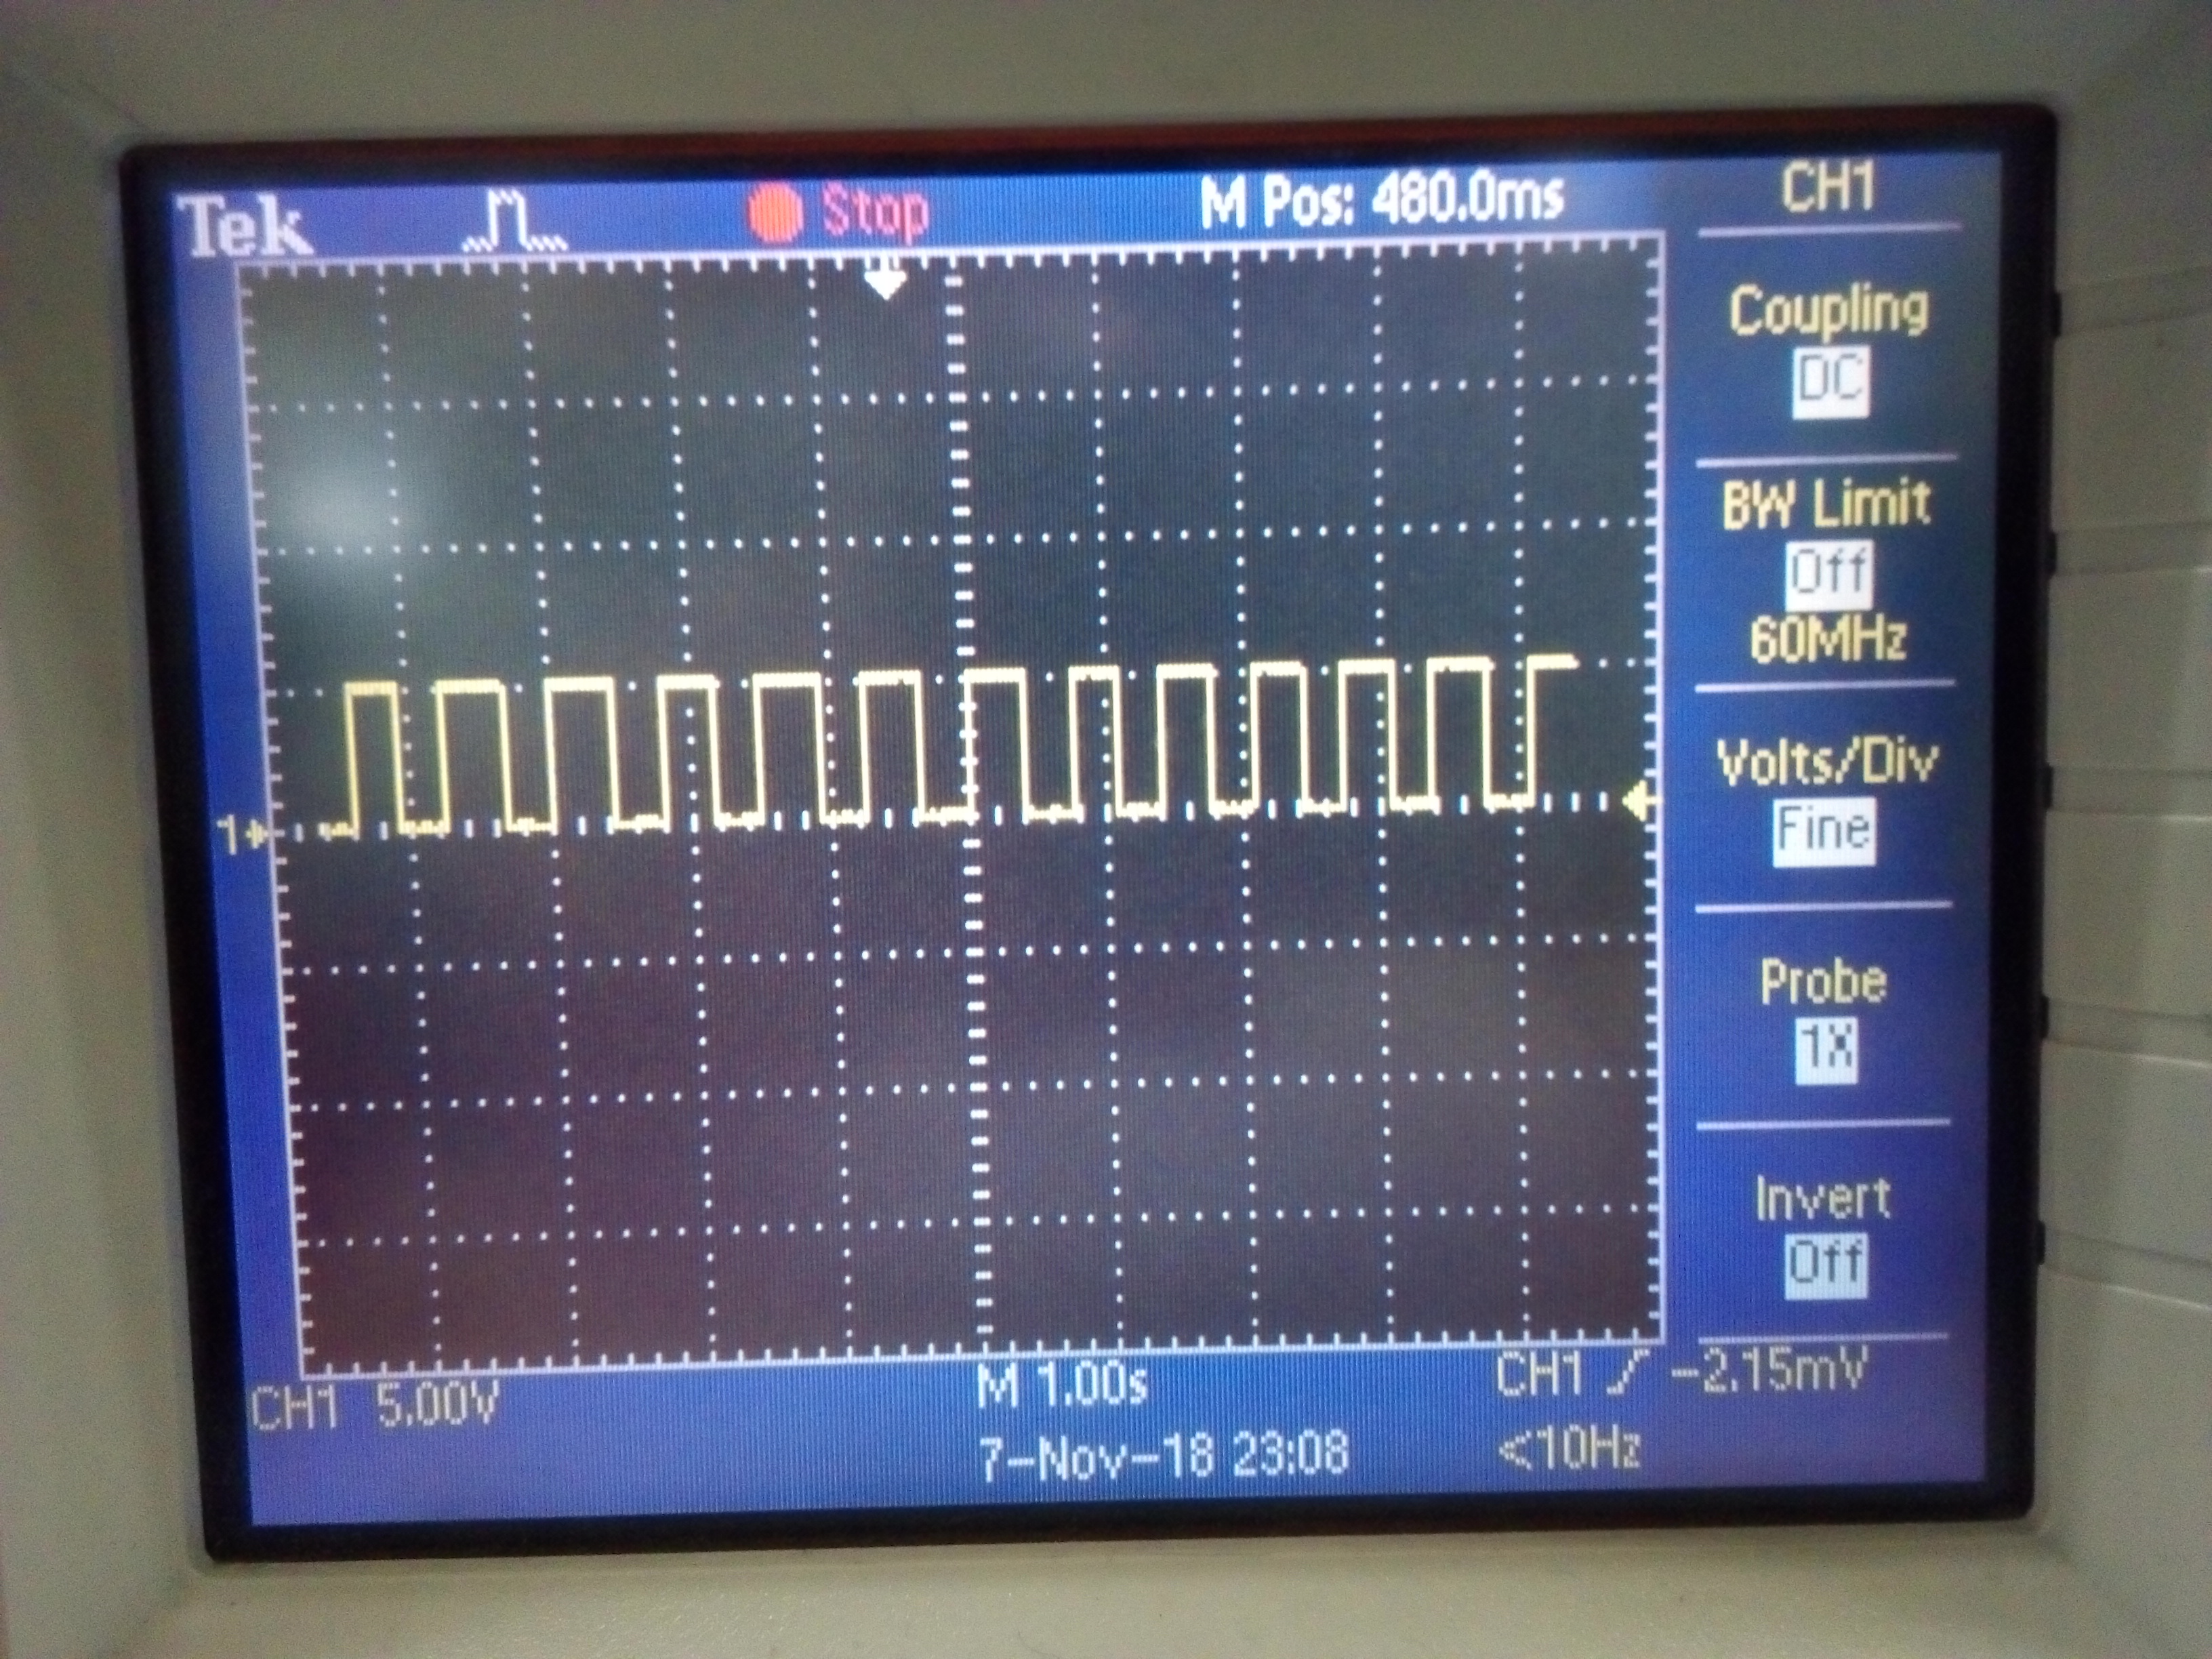 Tek Stop M Pos: 480.0ms CH1
Coupling
DC
BW Limit
Off
60MHz
Volts/Div
Fine
Probe
1X
Invert
Off
1
CH1 5.00V M 1.00s CH1 -2.15mV
7-Nov-18 23:08 <10Hz